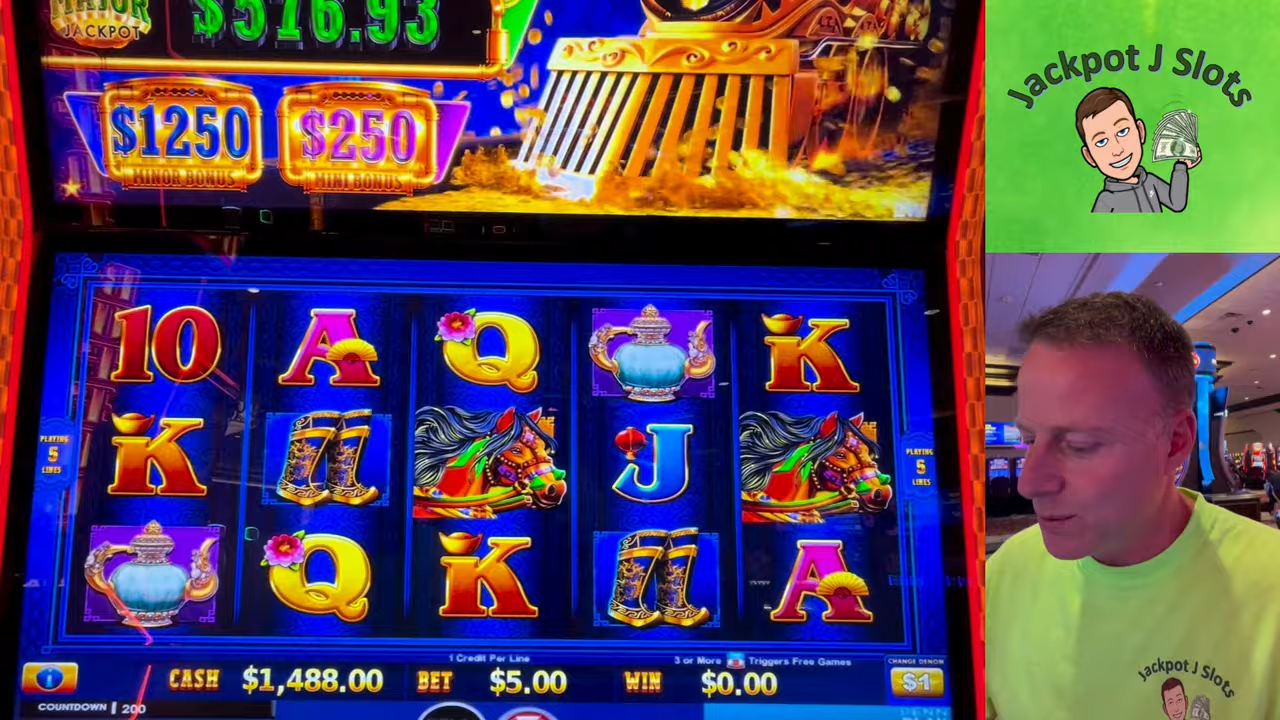 MAJOR
JACKPOT
$576.93
$1250
MINOR BONUS
$250
MINI BONUS
Jackpot J Slots
10 A Q K
PLAYING
5
LINES
K J
PLAYING
5
LINES
Q K A
1 Credit Per Line
3 or More Triggers Free Games
CHANGE DENOM
CASH $1,488.00 BET $5.00 WIN $0.00
$1
COUNTDOWN 200
Jackpot J Slots